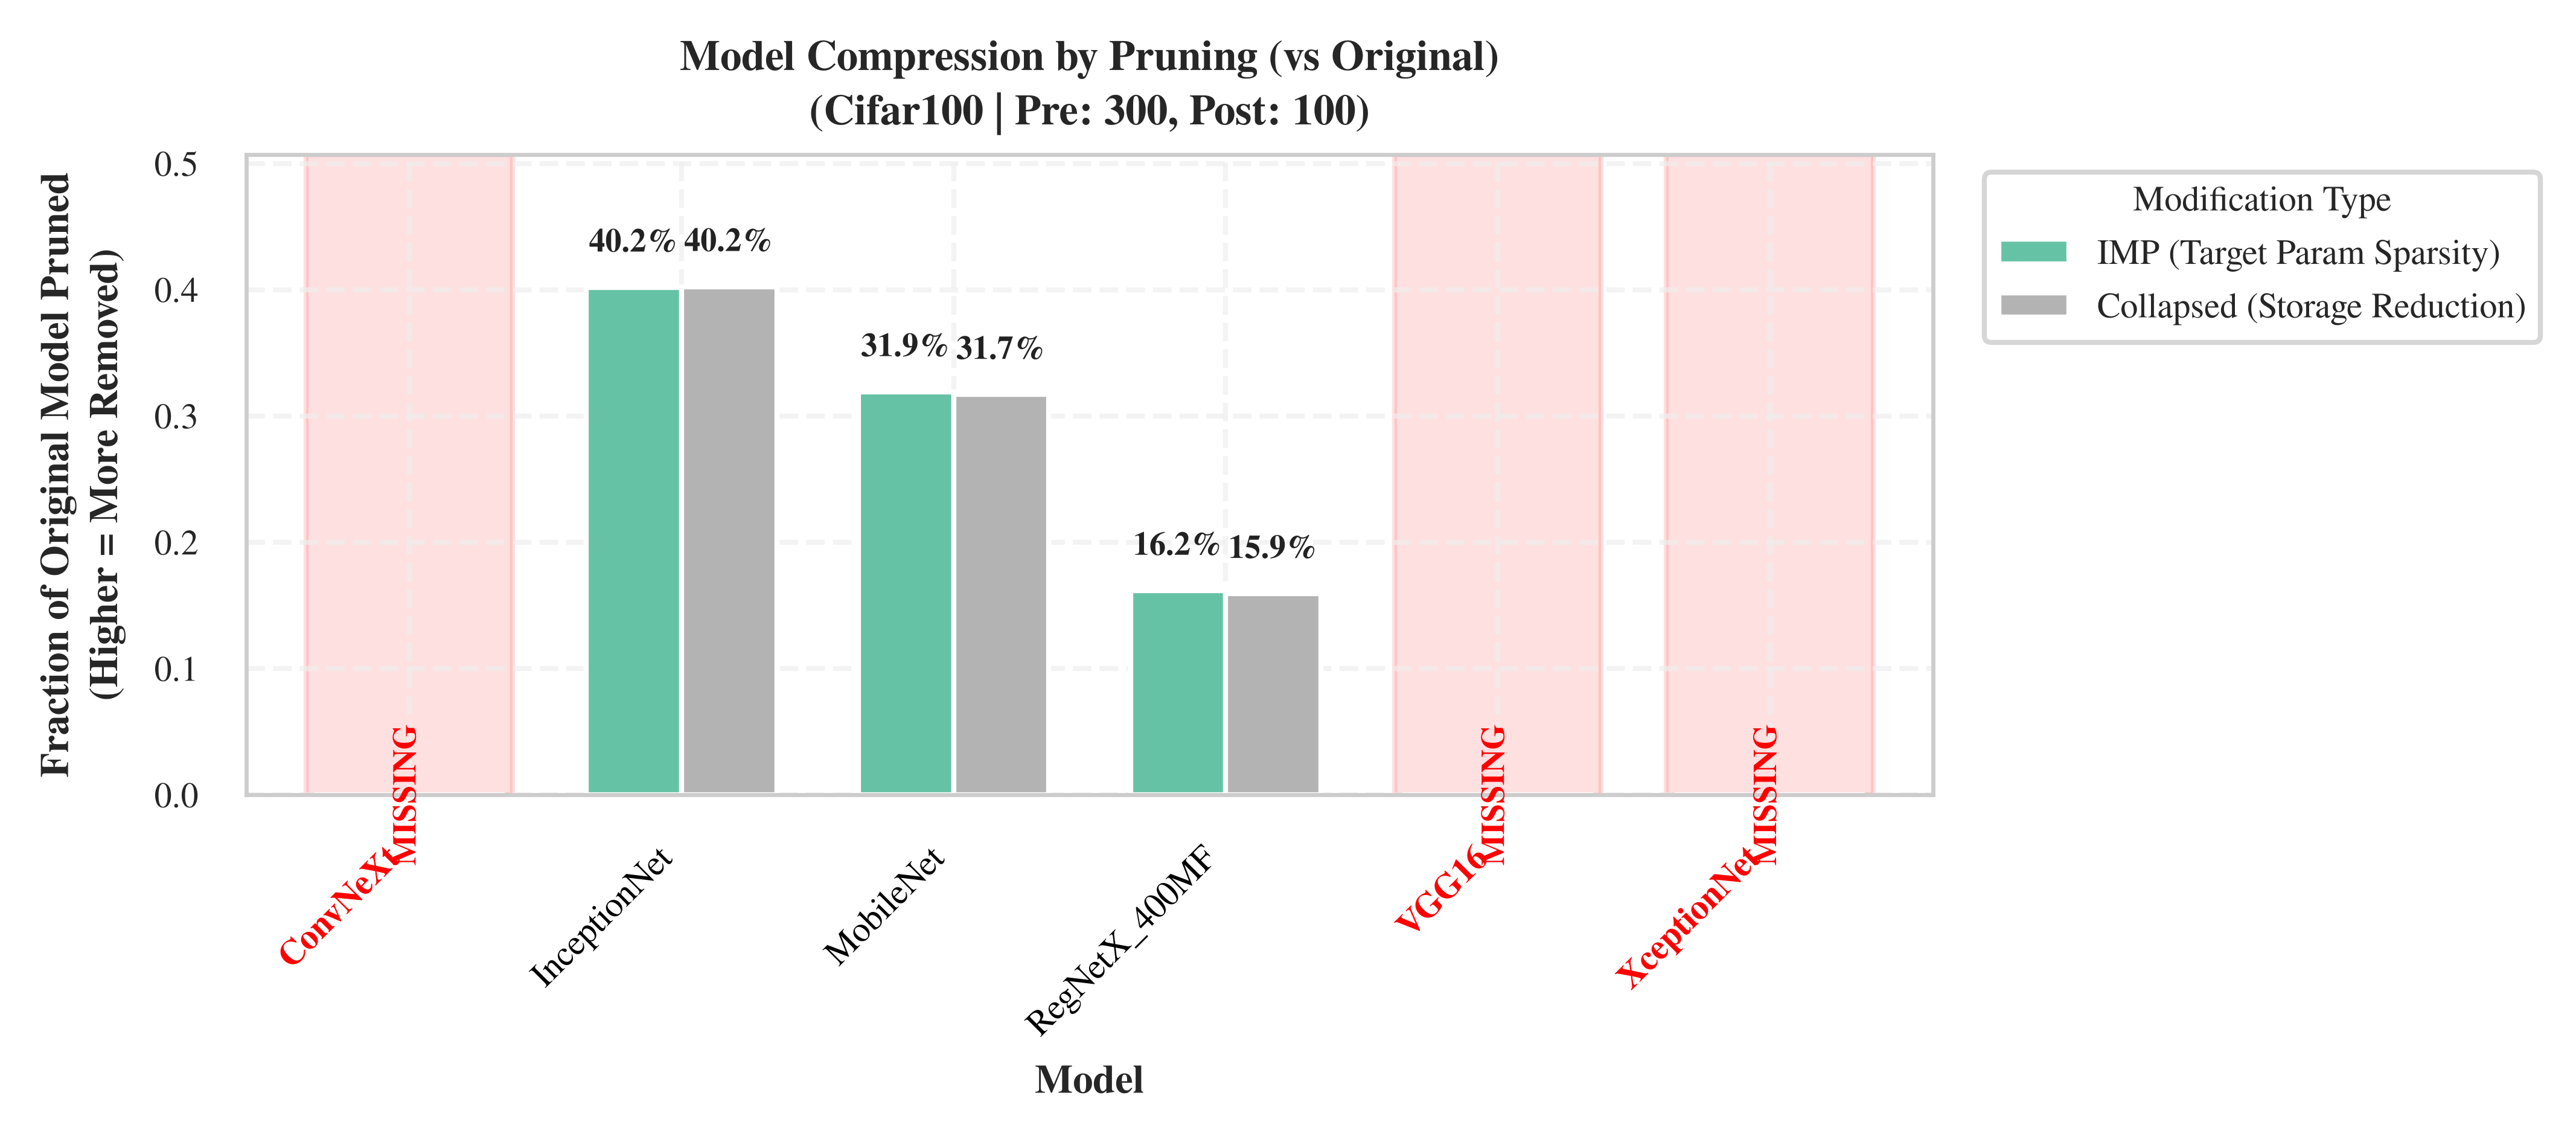 Model Compression by Pruning (vs Original)
(Cifar100 | Pre: 300, Post: 100)
Fraction of Original Model Pruned
(Higher = More Removed)
0.5
0.4
0.3
0.2
0.1
0.0
40.2% 40.2%
31.9% 31.7%
16.2% 15.9%
MISSING
MISSING
MISSING
ConvNeXt
InceptionNet
MobileNet
RegNetX_400MF
VGG16
XceptionNet
Model
Modification Type
IMP (Target Param Sparsity)
Collapsed (Storage Reduction)